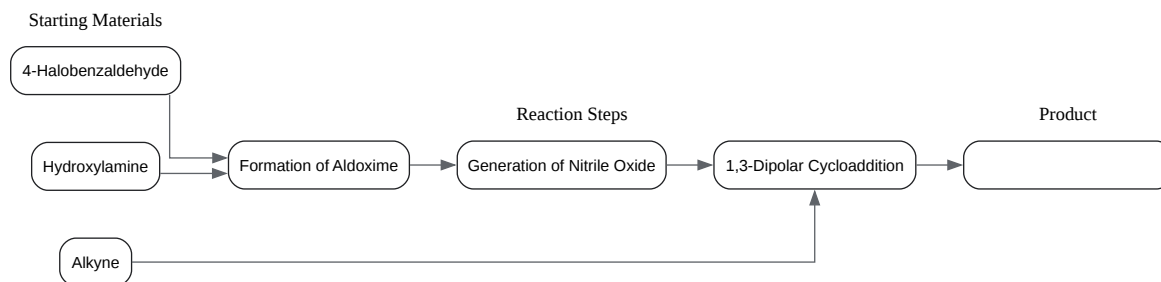 Starting Materials
4-Halobenzaldehyde
Reaction Steps
Product
Hydroxylamine
Formation of Aldoxime
Generation of Nitrile Oxide
1,3-Dipolar Cycloaddition
Alkyne